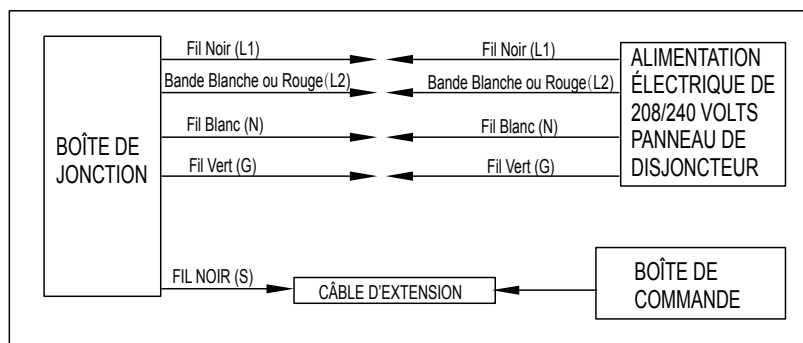 BOÎTE DE
JONCTION
Fil Noir (L1)
Bande Blanche ou Rouge(L2)
Fil Blanc (N)
Fil Vert (G)
FIL NOIR (S)
Fil Noir (L1)
Bande Blanche ou Rouge(L2)
Fil Blanc (N)
Fil Vert (G)
ALIMENTATION
ÉLECTRIQUE DE
208/240 VOLTS
PANNEAU DE
DISJONCTEUR
CÂBLE D'EXTENSION
BOÎTE DE
COMMANDE